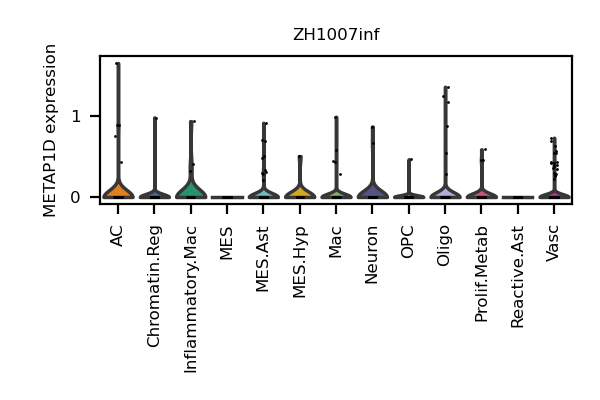 ZH1007inf
METAP1D expression
1
0
AC
Chromatin.Reg
Inflammatory.Mac
MES
MES.Ast
MES.Hyp
Mac
Neuron
OPC
Oligo
Prolif.Metab
Reactive.Ast
Vasc